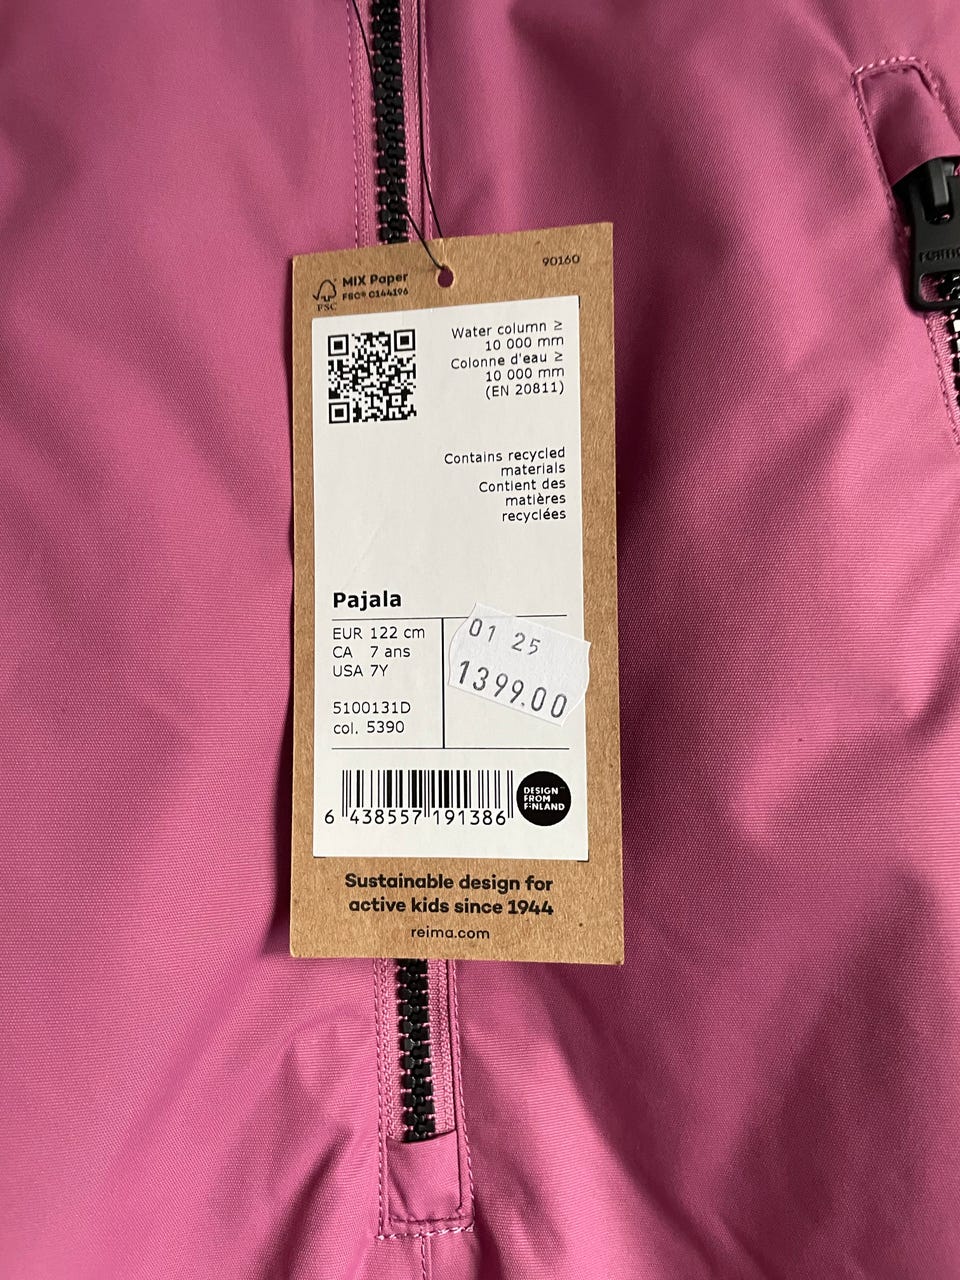 90160
MIX Paper
FSC® C144196
FSC
Water column ≥
10 000 mm
Colonne d'eau ≥
10 000 mm
(EN 20811)
Contains recycled
materials
Contient des
matières
recyclées
Pajala
EUR 122 cm
CA 7 ans
USA 7Y
5100131D
col. 5390
01 25
1399.00
6 438557 191386
DESIGN
FROM
FINLAND
Sustainable design for
active kids since 1944
reima.com